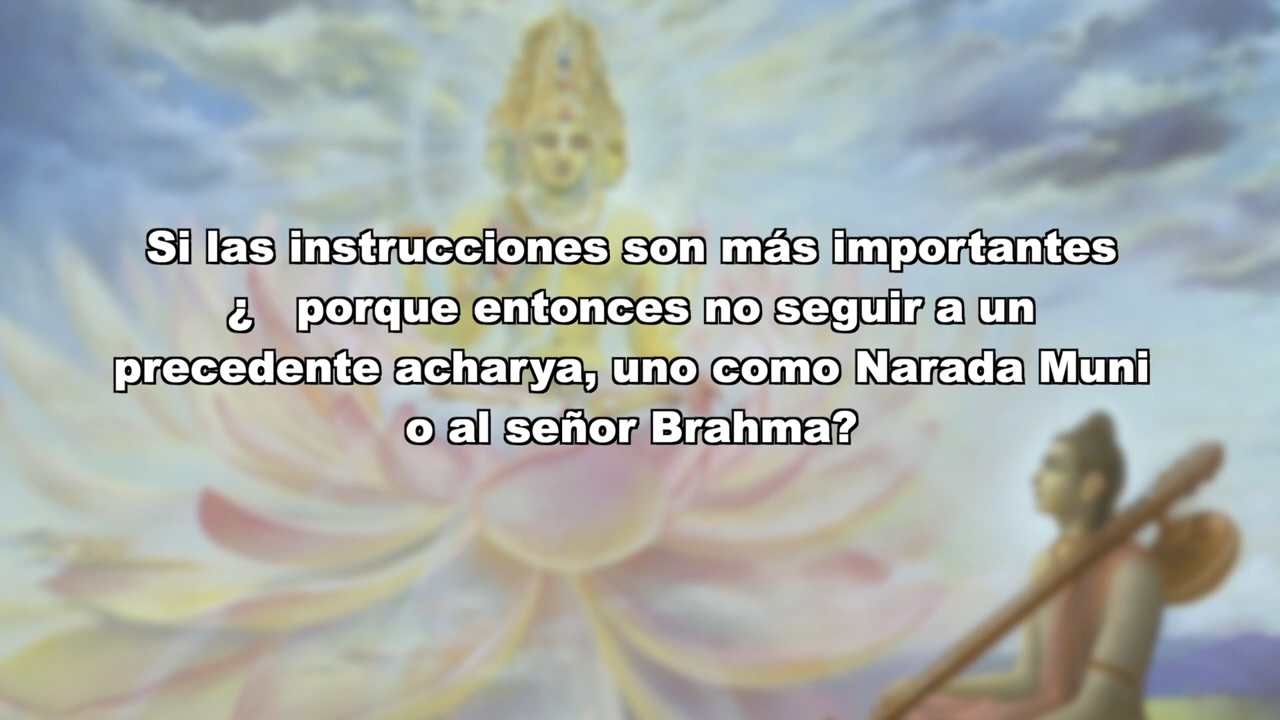 Si las instrucciones son más importantes
¿ porque entonces no seguir a un
precedente acharya, uno como Narada Muni
o al señor Brahma?